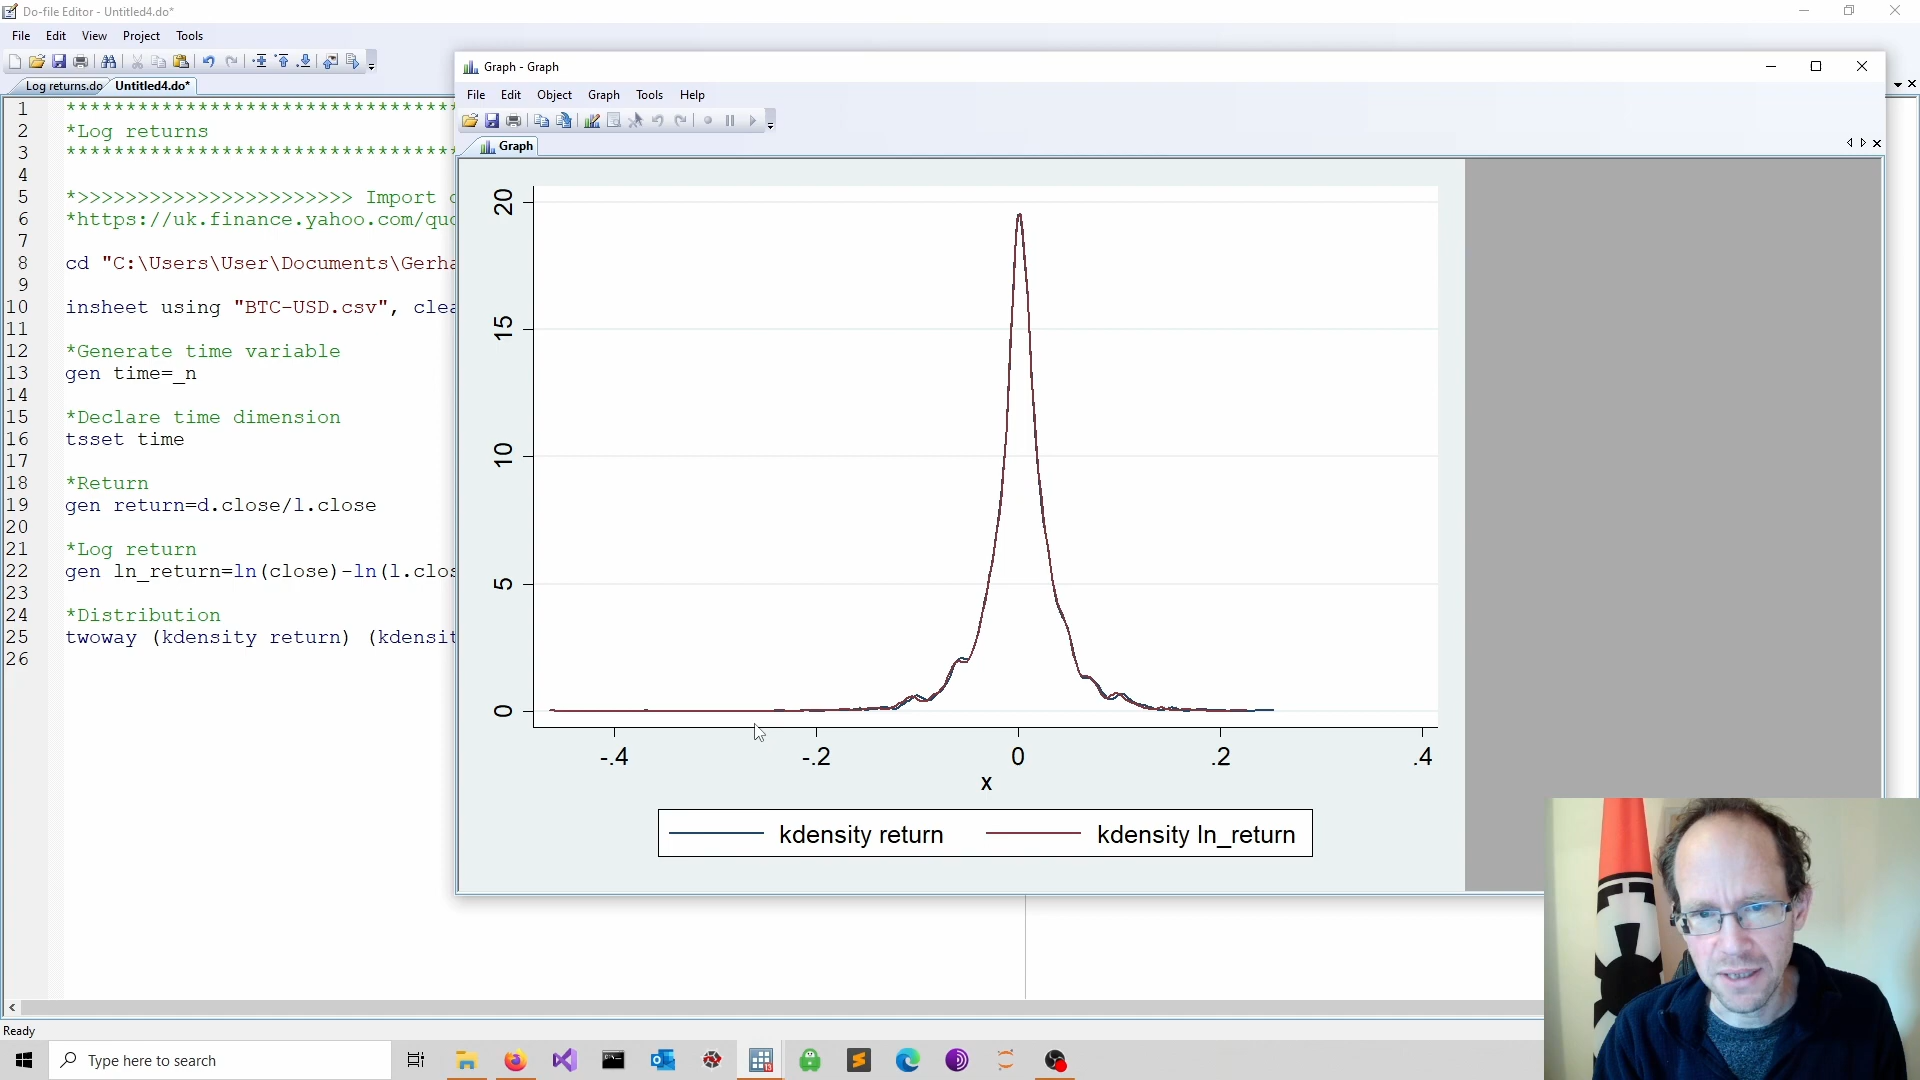 Do-file Editor - Untitled4.do*
File Edit View Project Tools
Log returns.do Untitled4.do*
1 **********************************
2 *Log returns
3 **********************************
4
5 *>>>>>>>>>>>>>>>>>>>>>>> Import
6 *https://uk.finance.yahoo.com/quo
7
8 cd "C:\Users\User\Documents\Gerha
9
10 insheet using "BTC-USD.csv", clea
11
12 *Generate time variable
13 gen time=_n
14
15 *Declare time dimension
16 tsset time
17
18 *Return
19 gen return=d.close/l.close
20
21 *Log return
22 gen ln_return=ln(close)-ln(l.clos
23
24 *Distribution
25 twoway (kdensity return) (kdensit
26
Graph - Graph
File Edit Object Graph Tools Help
Graph
20
15
10
5
0
-.4 -.2 0 .2 .4
x
kdensity return kdensity ln_return
Ready
Type here to search